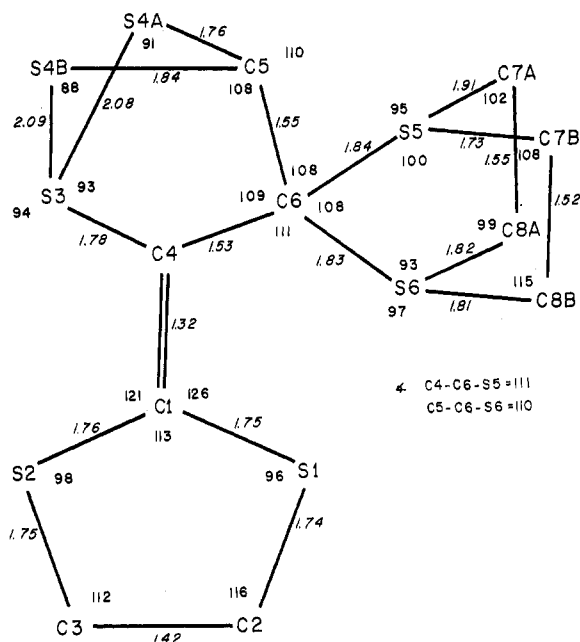 S4A 1.76 110
91
S4B 1.84 C5
88 108
2.09 2.08 1.55
S3 93
94
1.78
C4 1.53
109 108 C6 108
111
1.84
95
S5
100
1.91
C7A
102
1.73
C7B
108
1.55
1.52
99
C8A
1.83 93 1.82
S6
97
1.81
115
C8B
1.32
∡ C4-C6-S5=111
C5-C6-S6=110
121 C1 126
113
1.76 1.75
S2 98 96 S1
1.75 1.74
112 116
C3 1.42 C2